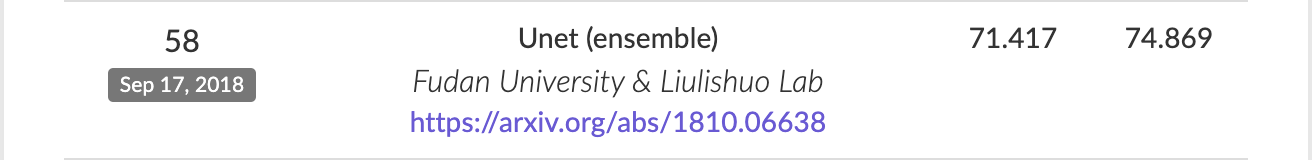 58 Unet (ensemble) 71.417 74.869
Sep 17, 2018 Fudan University & Liulishuo Lab
https://arxiv.org/abs/1810.06638